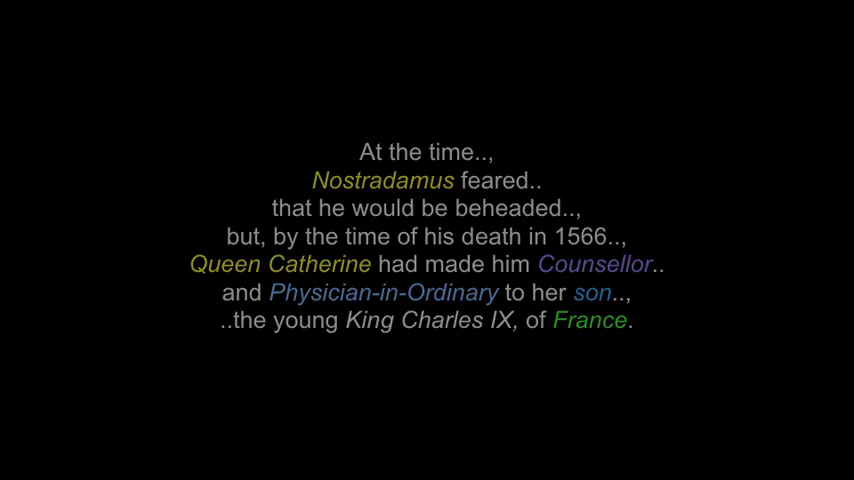 At the time..,
Nostradamus feared..
that he would be beheaded..,
but, by the time of his death in 1566..,
Queen Catherine had made him Counsellor..
and Physician-in-Ordinary to her son..,
..the young King Charles IX, of France.